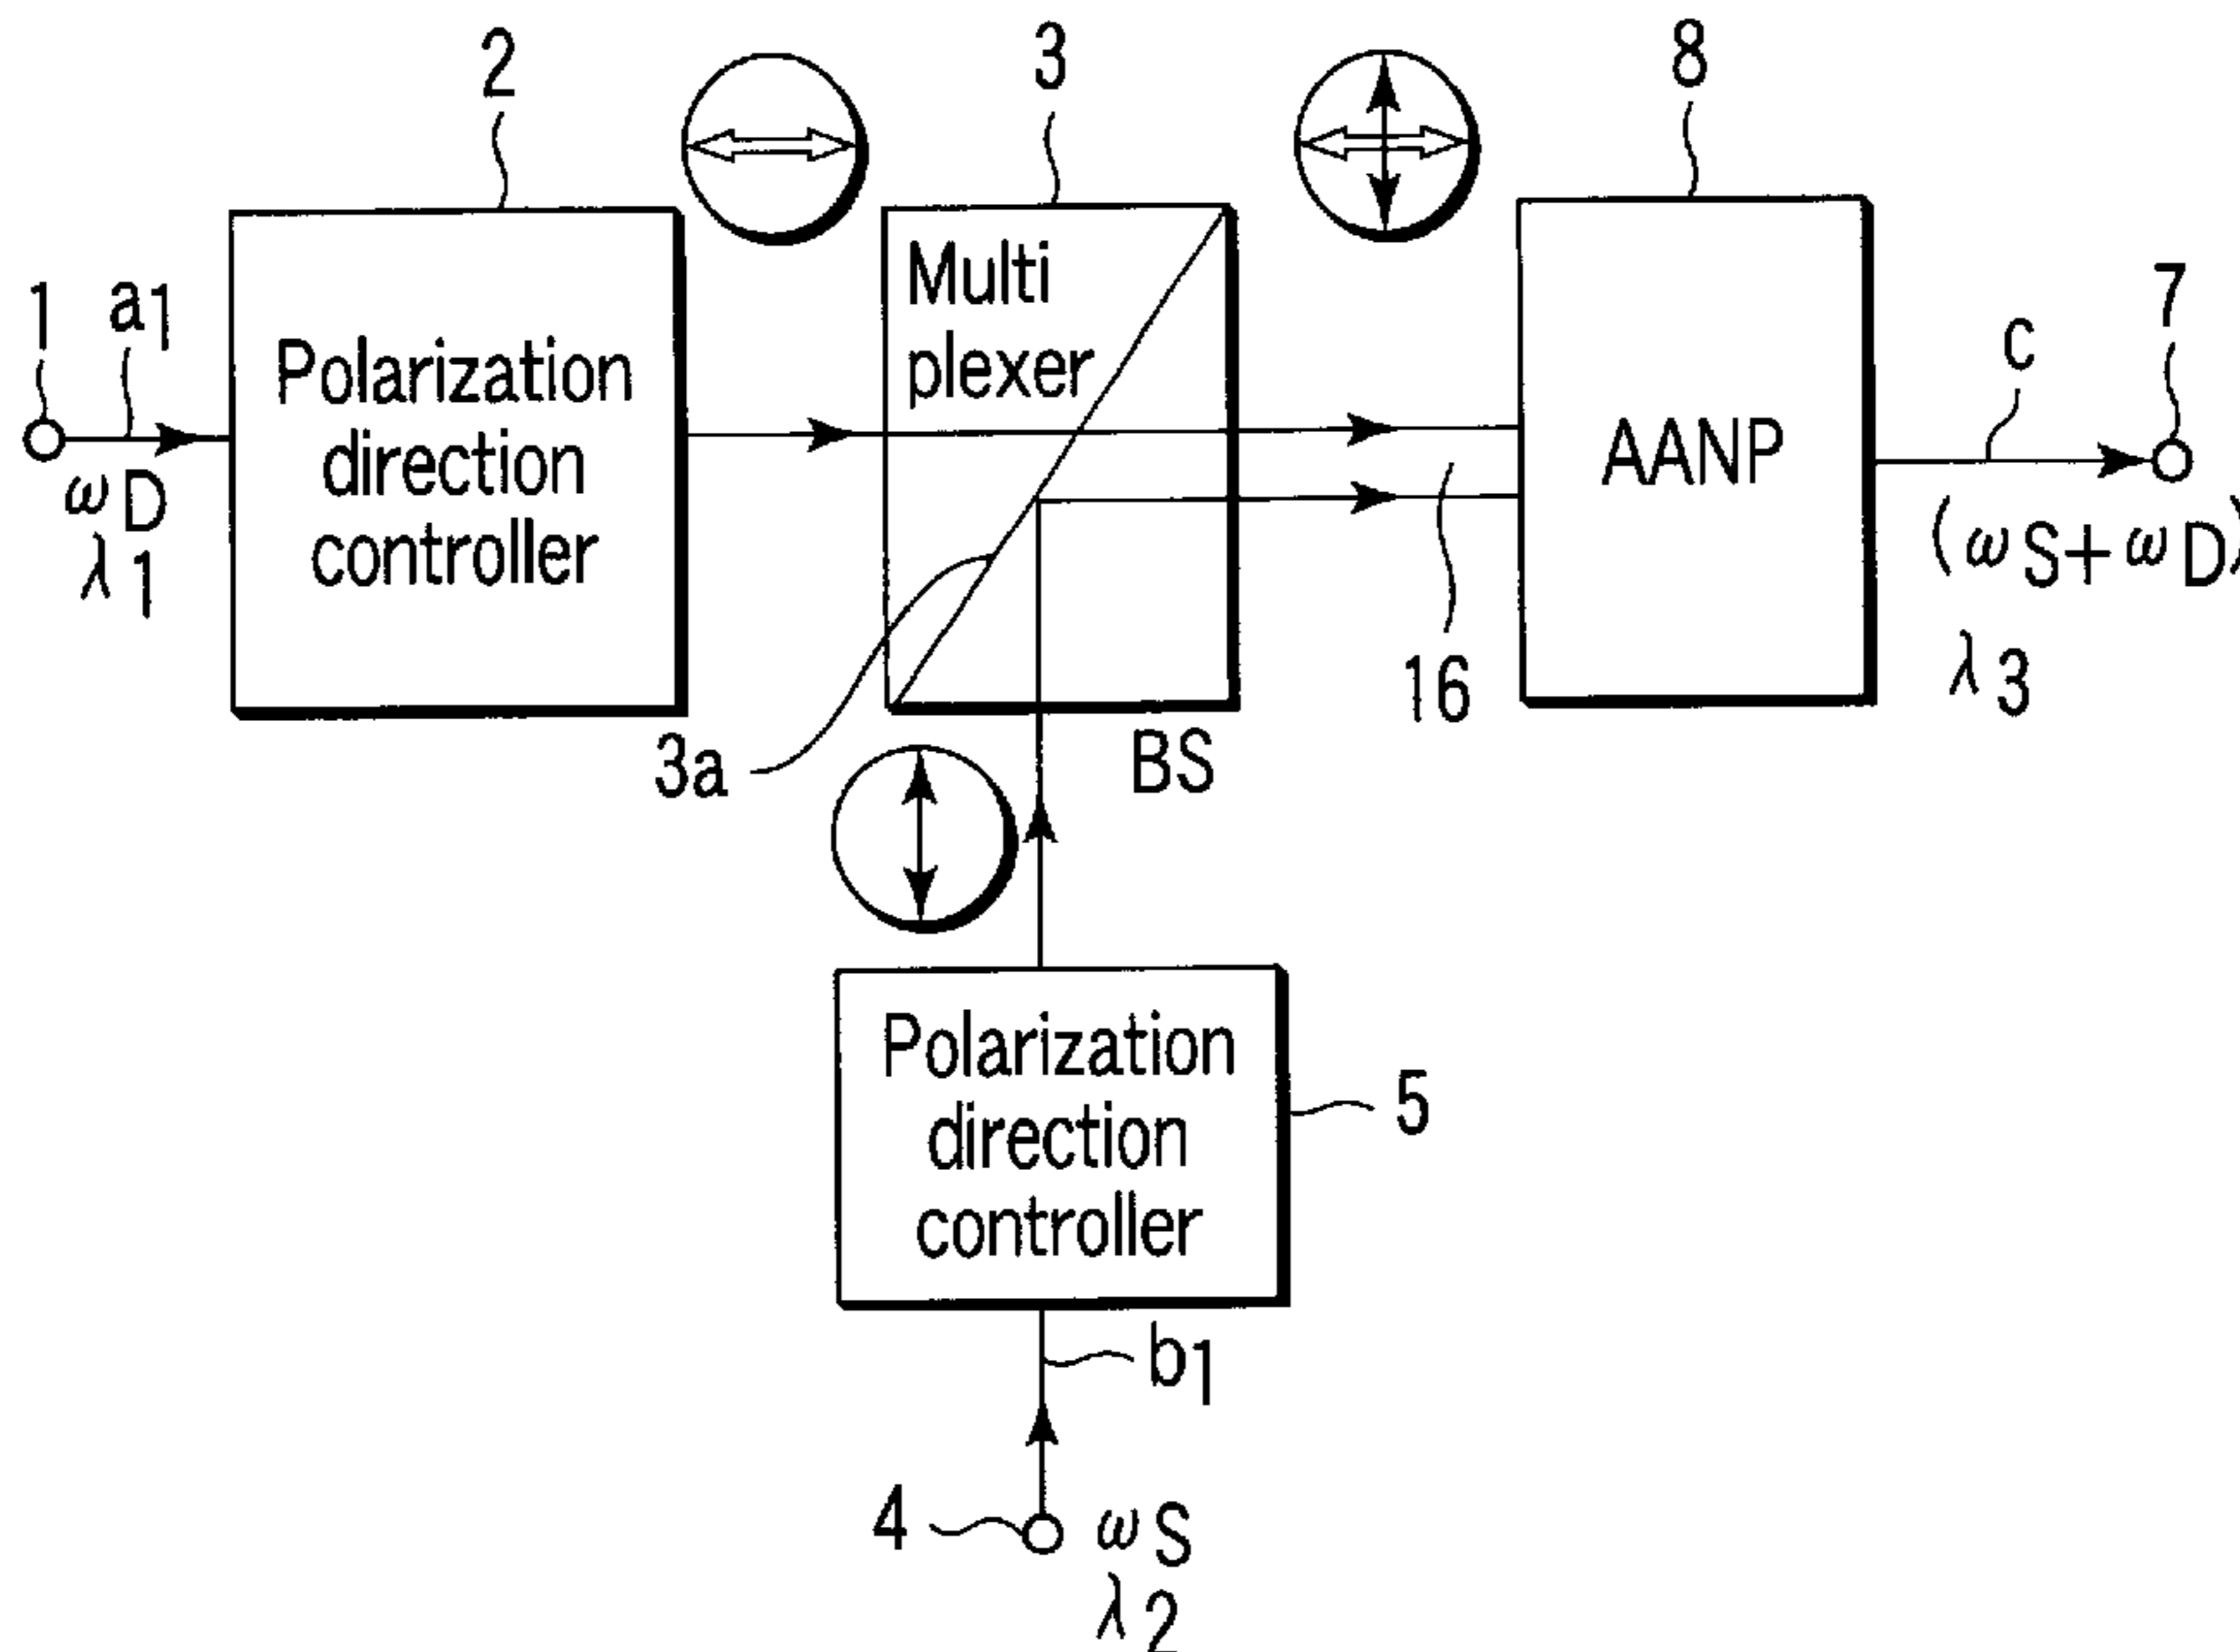 2
3
8
1
a1
ωD
λ1
Polarization
direction
controller
Multi
plexer
AANP
c
7
(ωS+ωD)
λ3
16
3a
BS
Polarization
direction
controller
5
b1
4
ωS
λ2